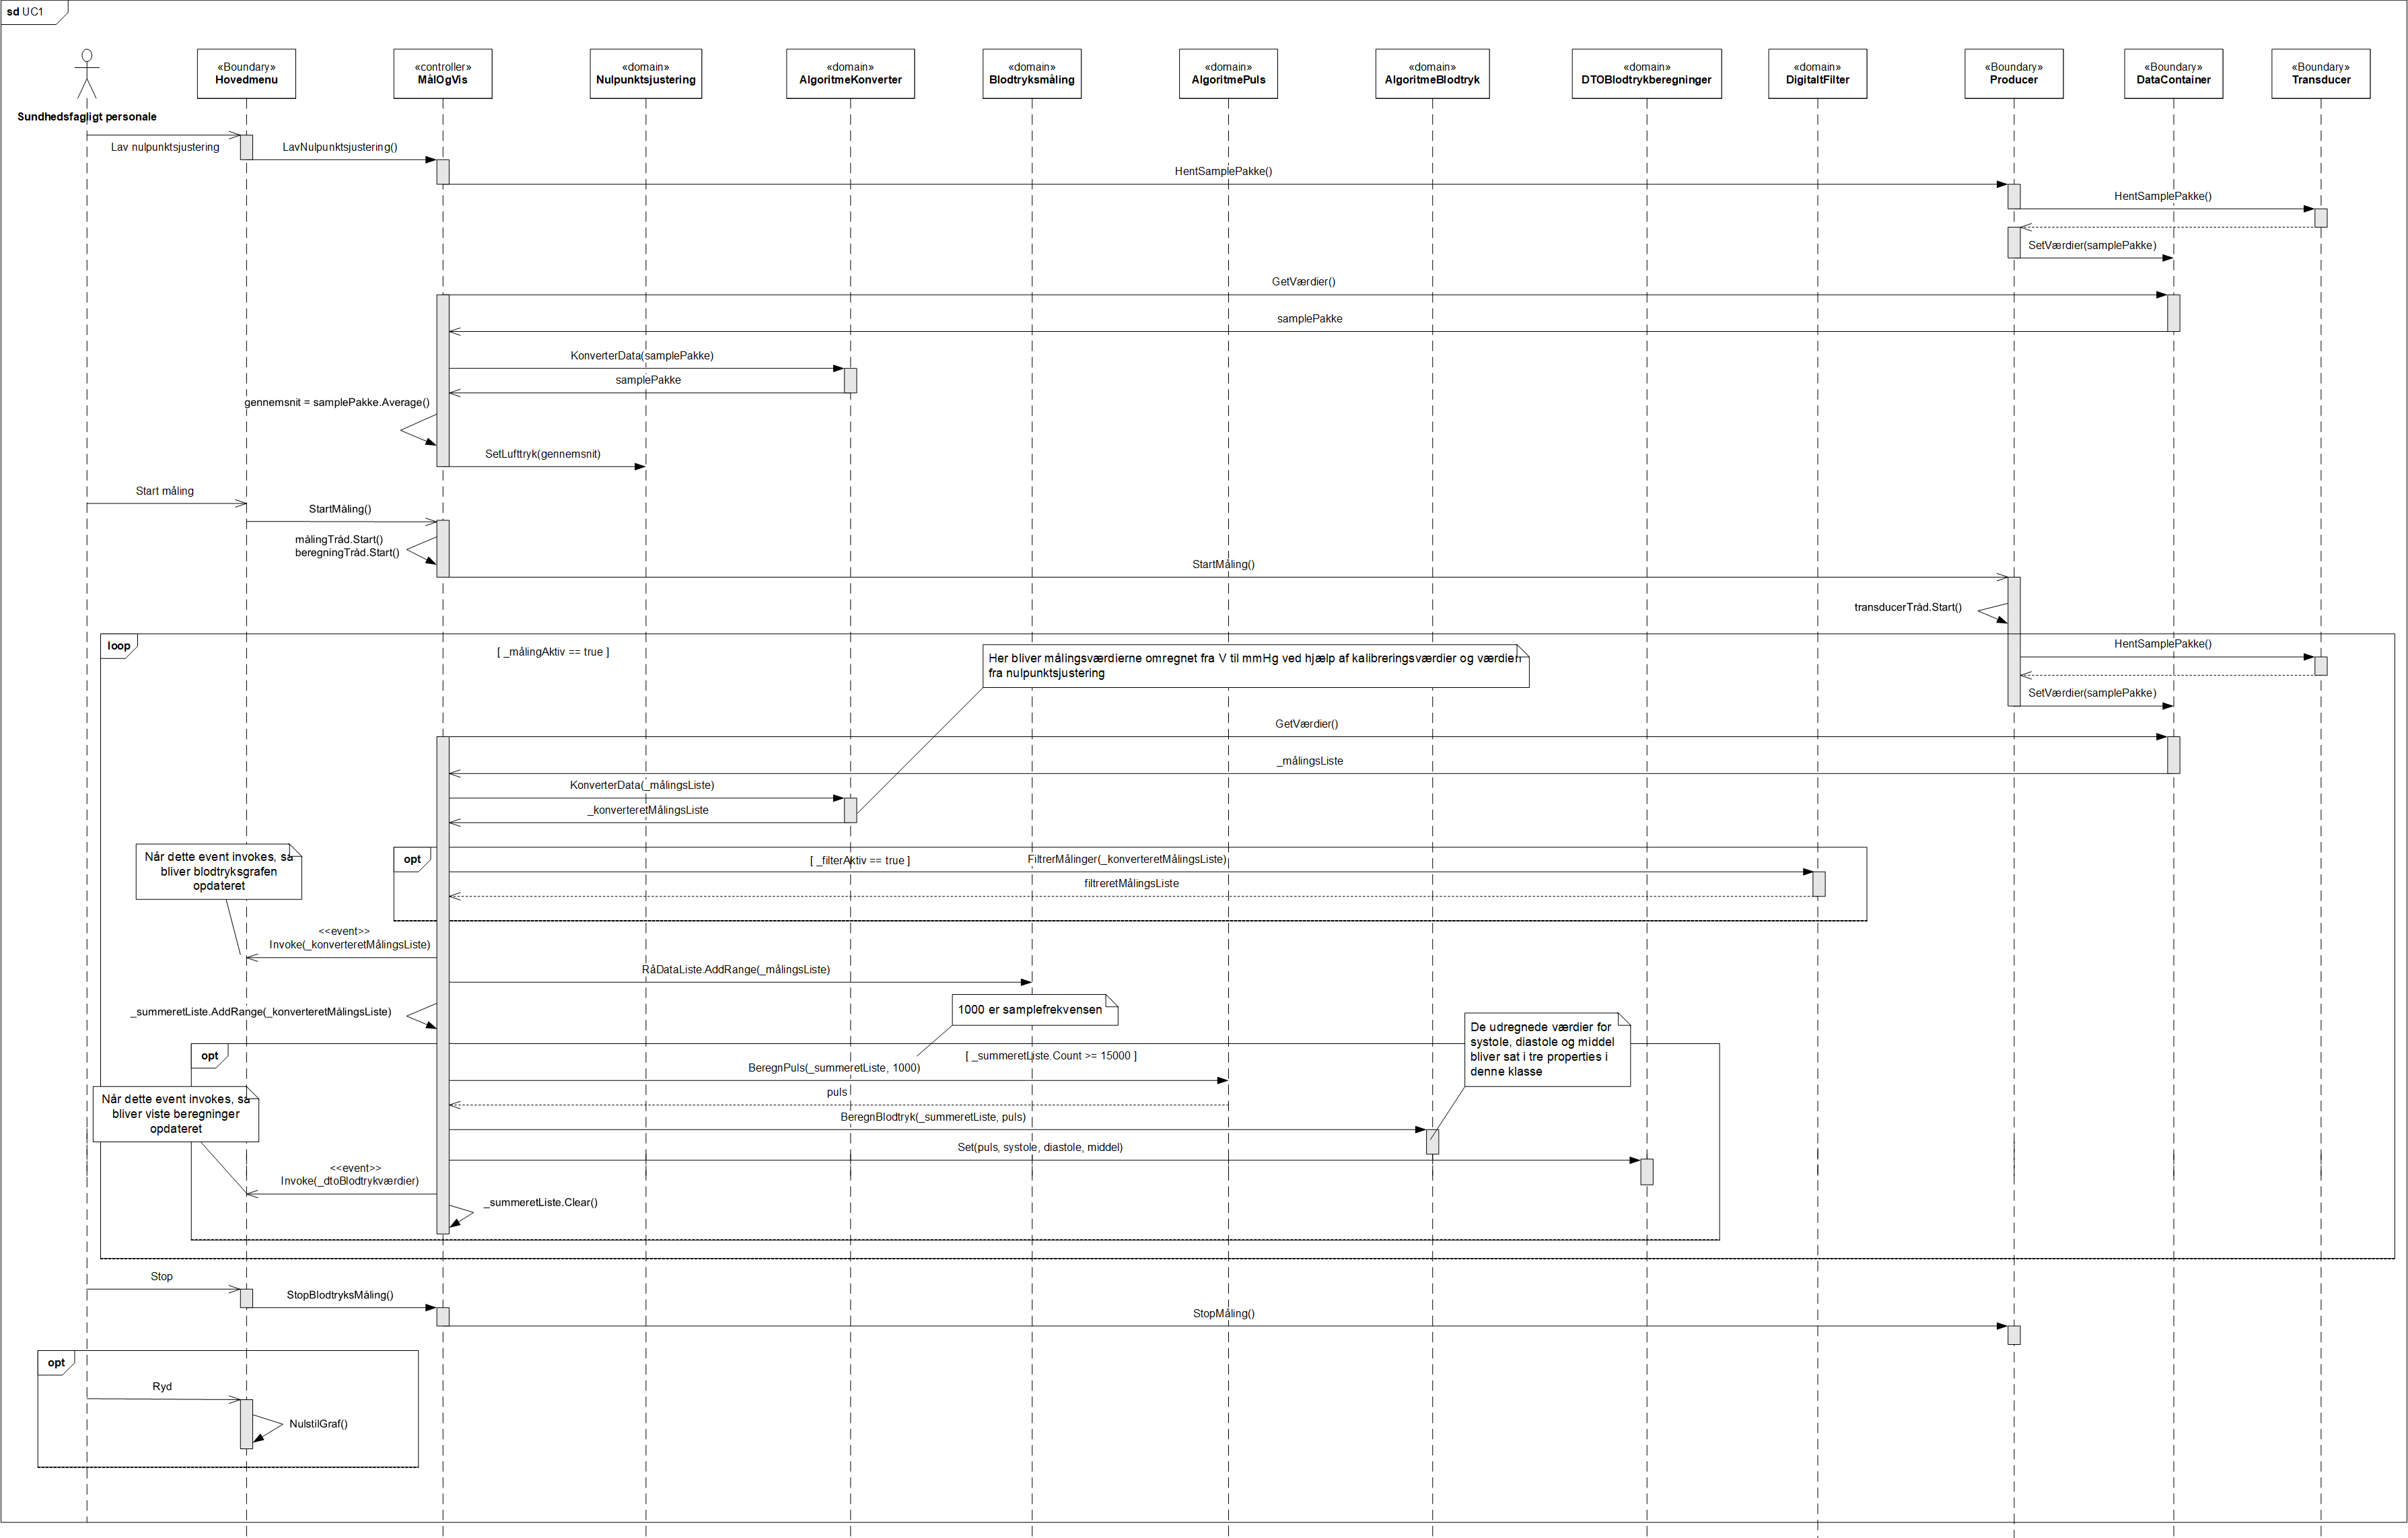 sd UC1
«Boundary»
Hovedmenu
«controller»
MålOgVis
«domain»
Nulpunktsjustering
«domain»
AlgoritmeKonverter
«domain»
Blodtryksmåling
«domain»
AlgoritmePuls
«domain»
AlgoritmeBlodtryk
«domain»
DTOBlodtrykberegninger
«domain»
DigitaltFilter
«Boundary»
Producer
«Boundary»
DataContainer
«Boundary»
Transducer
Sundhedsfagligt personale
Lav nulpunktsjustering
LavNulpunktsjustering()
HentSamplePakke()
HentSamplePakke()
SetVærdier(samplePakke)
GetVærdier()
samplePakke
KonverterData(samplePakke)
samplePakke
gennemsnit = samplePakke.Average()
SetLufttryk(gennemsnit)
Start måling
StartMåling()
målingTråd.Start()
beregningTråd.Start()
StartMåling()
transducerTråd.Start()
loop
[ _målingAktiv == true ]
HentSamplePakke()
Her bliver målingsværdierne omregnet fra V til mmHg ved hjælp af kalibreringsværdier og værdien
fra nulpunktsjustering
SetVærdier(samplePakke)
GetVærdier()
_målingsListe
KonverterData(_målingsListe)
_konverteretMålingsListe
Når dette event invokes, så
bliver blodtryksgrafen
opdateret
opt
[ _filterAktiv == true ]
FiltrerMålinger(_konverteretMålingsListe)
filtreretMålingsListe
<<event>>
Invoke(_konverteretMålingsListe)
RåDataListe.AddRange(_målingsListe)
_summeretListe.AddRange(_konverteretMålingsListe)
1000 er samplefrekvensen
De udregnede værdier for
systole, diastole og middel
bliver sat i tre properties i
denne klasse
opt
[ _summeretListe.Count >= 15000 ]
BeregnPuls(_summeretListe, 1000)
puls
Når dette event invokes, så
bliver viste beregninger
opdateret
BeregnBlodtryk(_summeretListe, puls)
Set(puls, systole, diastole, middel)
<<event>>
Invoke(_dtoBlodtrykværdier)
_summeretListe.Clear()
Stop
StopBlodtryksMåling()
StopMåling()
opt
Ryd
NulstilGraf()